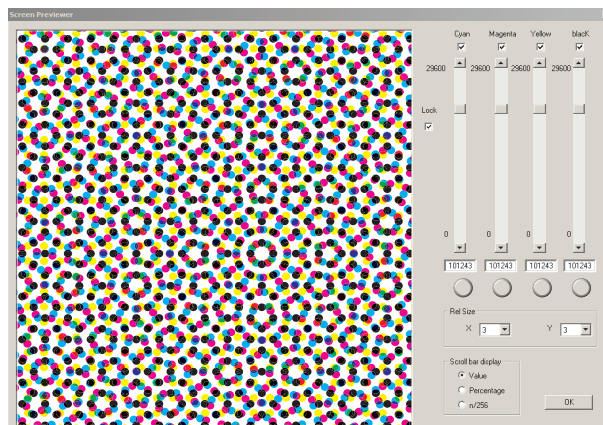 Screen Previewer
Cyan Magenta Yellow blacK
29600 29600 29600 29600
Lock
0 0 0 0
101243 101243 101243 101243
Rel Size
X 3 Y 3
Scroll bar display
Value
Percentage
n/256
OK